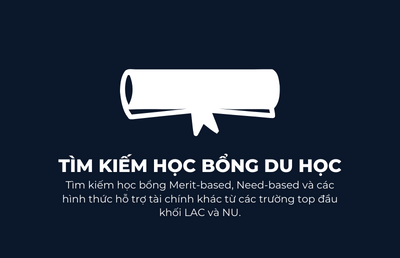 TÌM KIẾM HỌC BỔNG DU HỌC
Tìm kiếm học bổng Merit-based, Need-based và các
hình thức hỗ trợ tài chính khác từ các trường top đầu
khối LAC và NU.